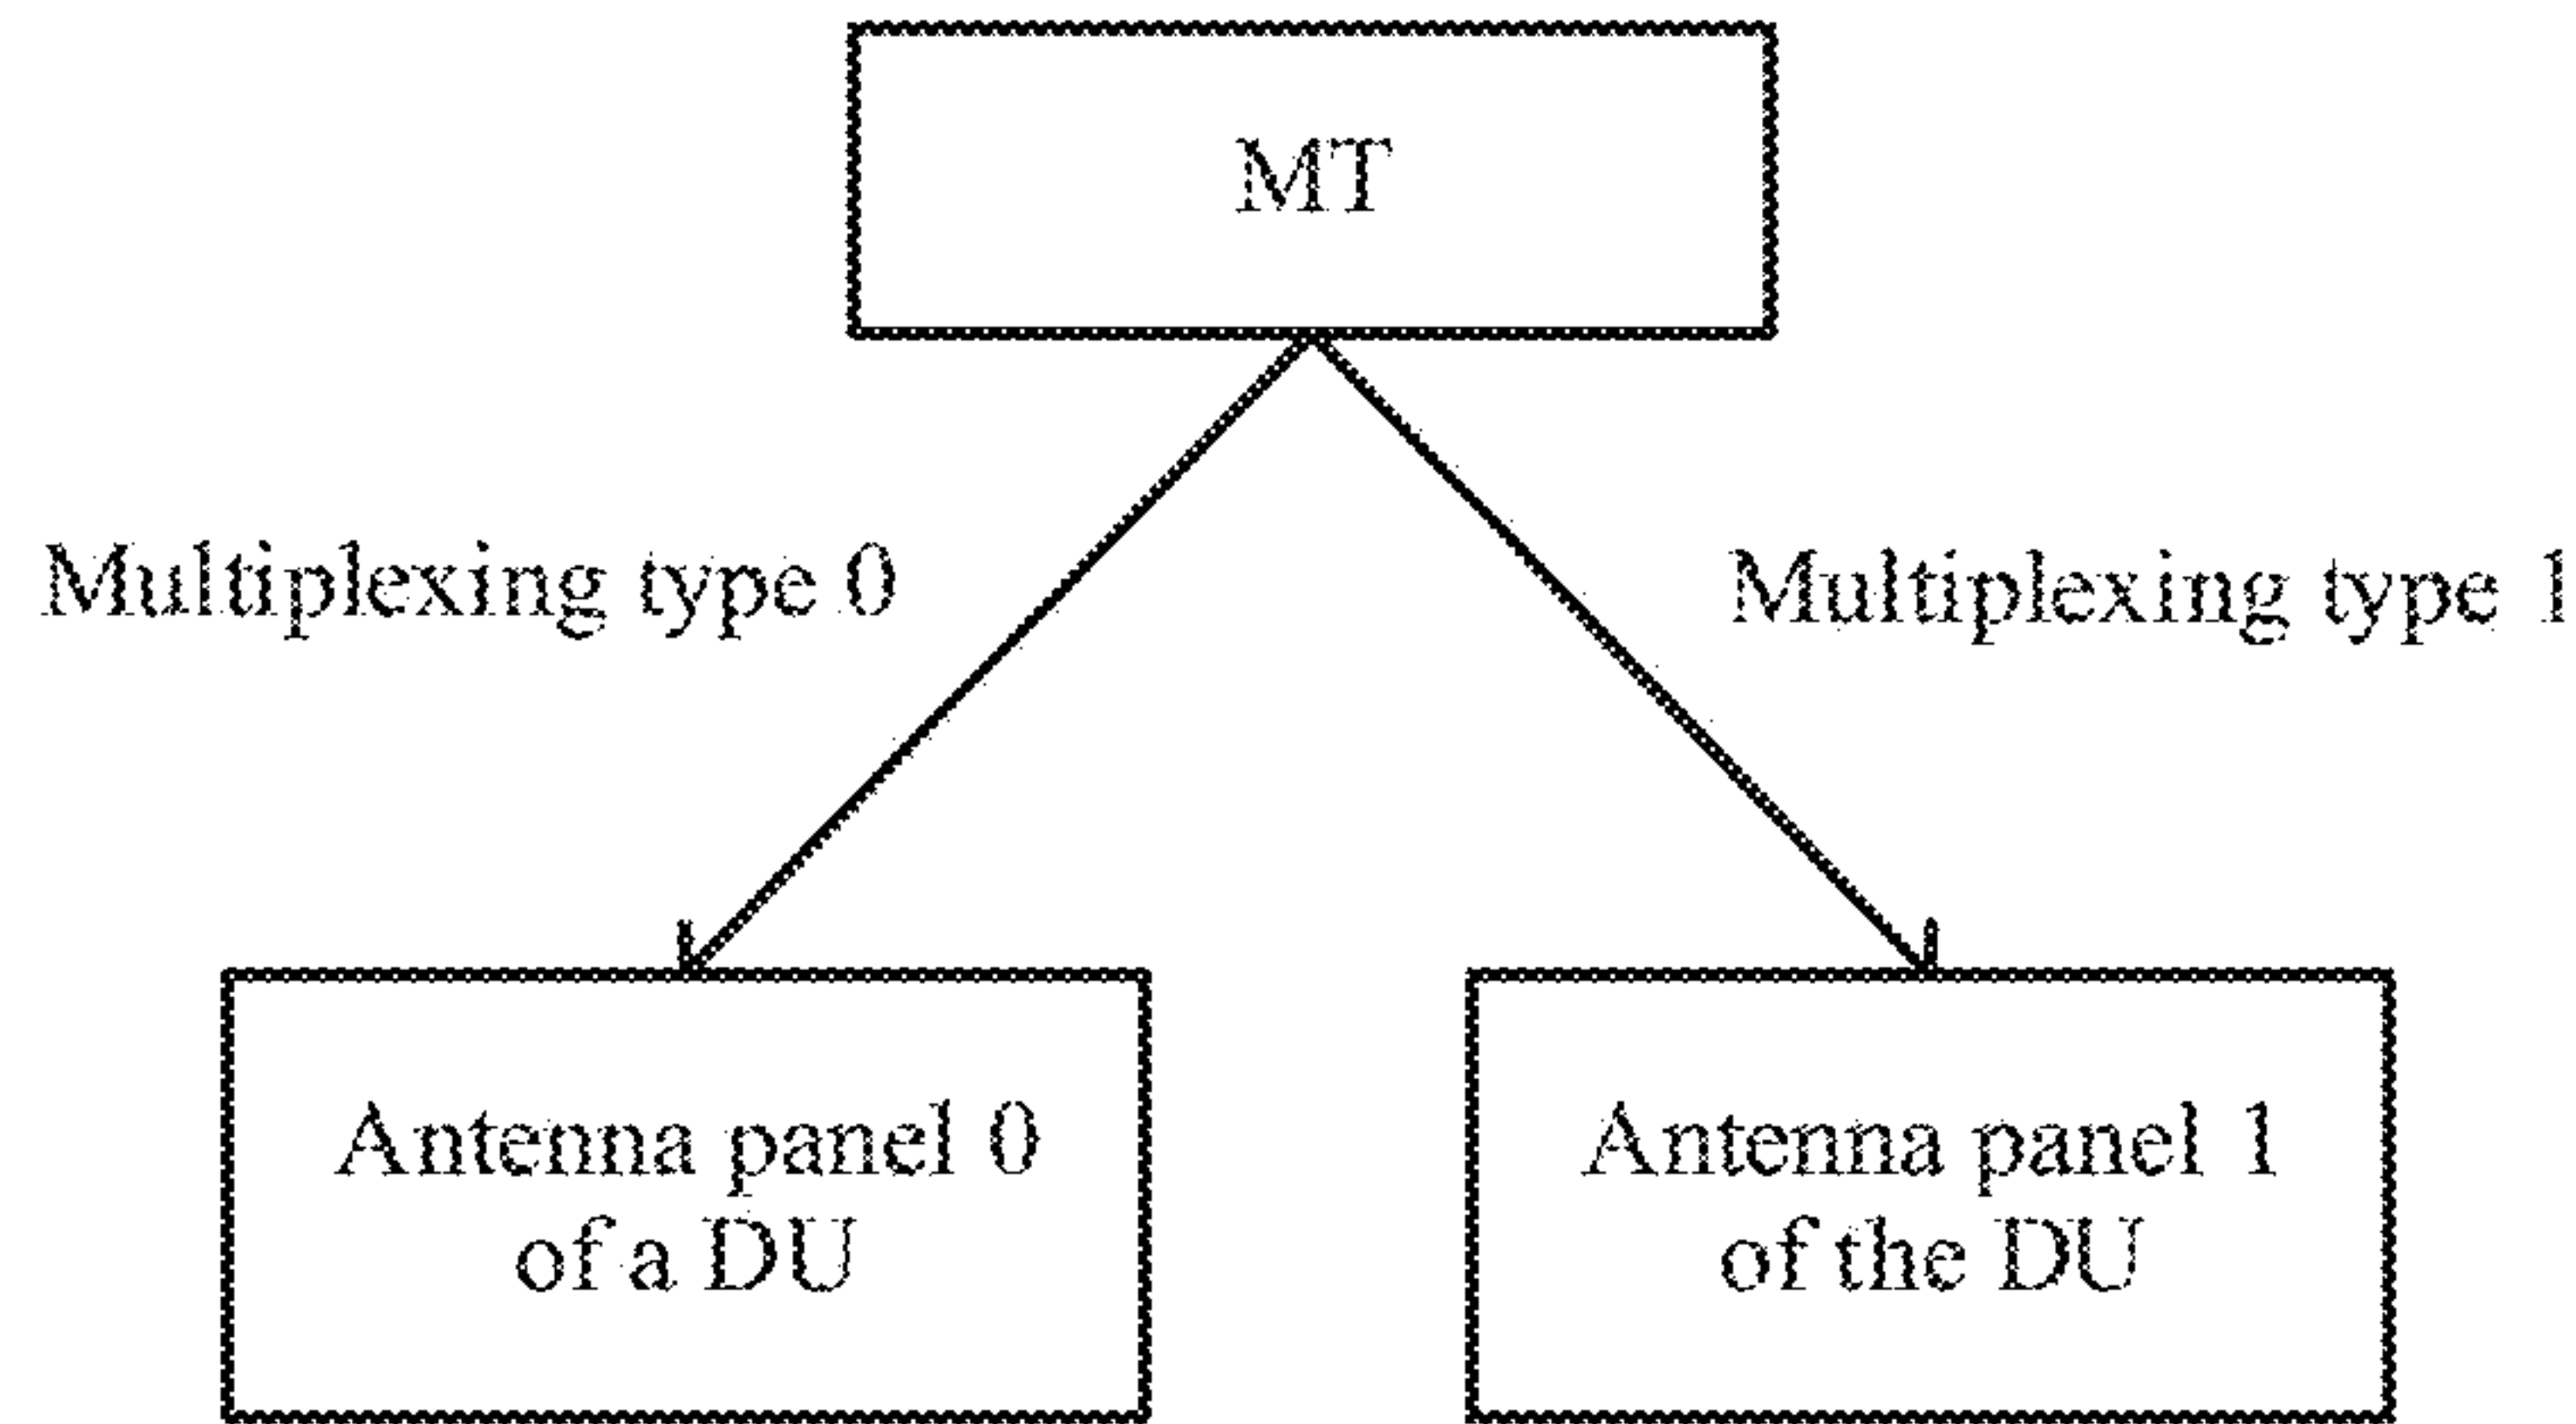 MT
Multiplexing type 0
Multiplexing type 1
Antenna panel 0
of a DU
Antenna panel 1
of the DU